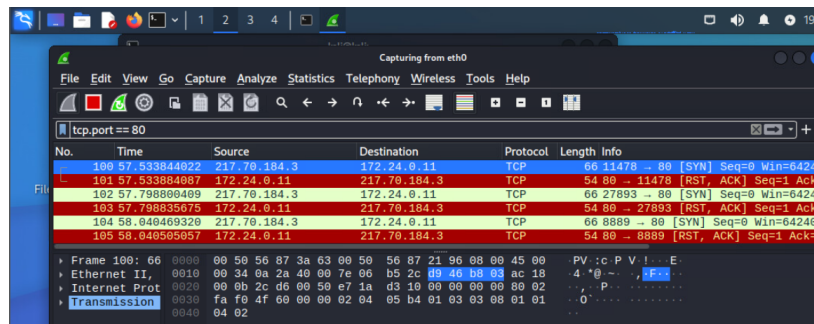 1 2 3 4 19
Capturing from eth0
File Edit View Go Capture Analyze Statistics Telephony Wireless Tools Help
tcp.port == 80
No. Time Source Destination Protocol Length Info
100 57.533844022 217.70.184.3 172.24.0.11 TCP 66 11478 → 80 [SYN] Seq=0 Win=6424
101 57.533884087 172.24.0.11 217.70.184.3 TCP 54 80 → 11478 [RST, ACK] Seq=1 Ack
102 57.798800409 217.70.184.3 172.24.0.11 TCP 66 27893 → 80 [SYN] Seq=0 Win=6424
103 57.798835675 172.24.0.11 217.70.184.3 TCP 54 80 → 27893 [RST, ACK] Seq=1 Ack
104 58.040469320 217.70.184.3 172.24.0.11 TCP 66 8889 → 80 [SYN] Seq=0 Win=64240
105 58.040505057 172.24.0.11 217.70.184.3 TCP 54 80 → 8889 [RST, ACK] Seq=1 Ack=
Frame 100: 66 0000 00 50 56 87 3a 63 00 50 56 87 21 96 08 00 45 00 ·PV·:c·P V·!···E·
Ethernet II, 0010 00 34 0a 2a 40 00 7e 06 b5 2c d9 46 b8 03 ac 18 ·4·*@·~· ·,·F····
Internet Prot 0020 00 0b 2c d6 00 50 e7 1a d3 10 00 00 00 00 80 02 ··,··P·· ········
Transmission 0030 fa f0 4f 60 00 00 02 04 05 b4 01 03 03 08 01 01 ··O`···· ········
0040 04 02 ··